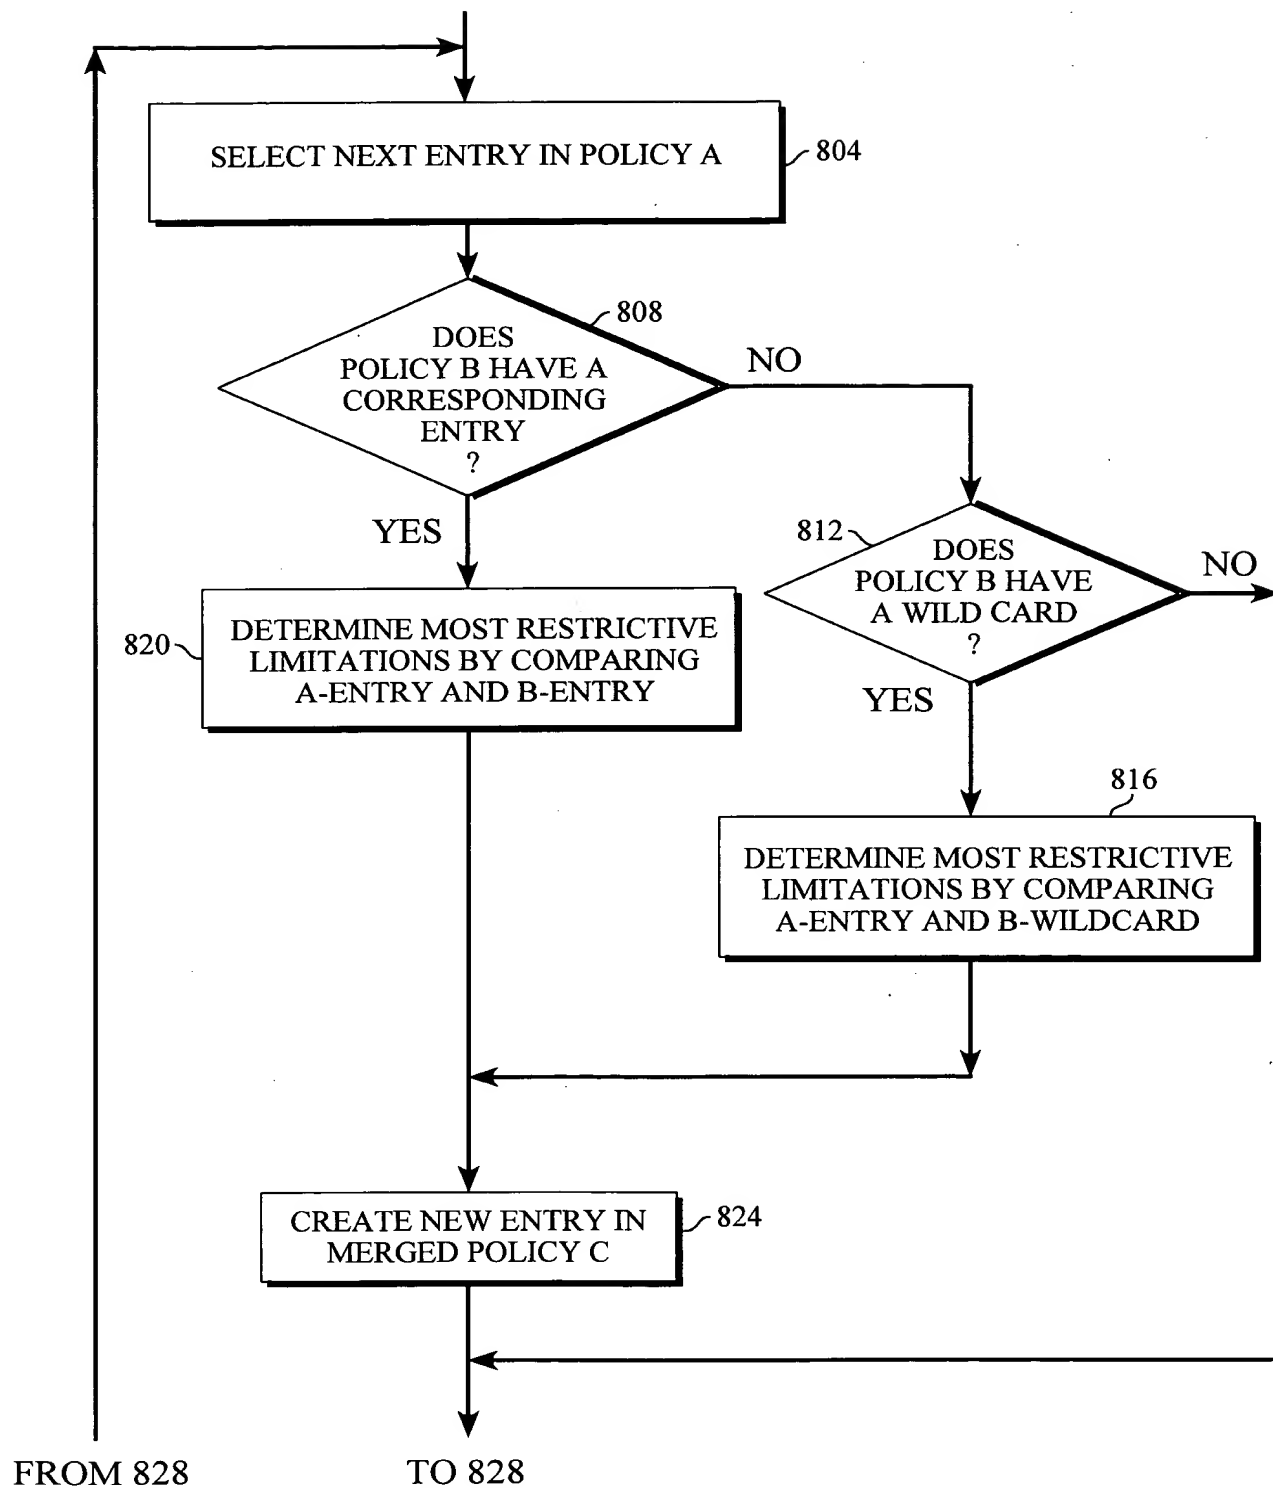 SELECT NEXT ENTRY IN POLICY A
804
808
DOES
POLICY B HAVE A
CORRESPONDING
ENTRY
?
NO
YES
812
DOES
POLICY B HAVE
A WILD CARD
?
NO
YES
820
DETERMINE MOST RESTRICTIVE
LIMITATIONS BY COMPARING
A-ENTRY AND B-ENTRY
816
DETERMINE MOST RESTRICTIVE
LIMITATIONS BY COMPARING
A-ENTRY AND B-WILDCARD
CREATE NEW ENTRY IN
MERGED POLICY C
824
FROM 828
TO 828